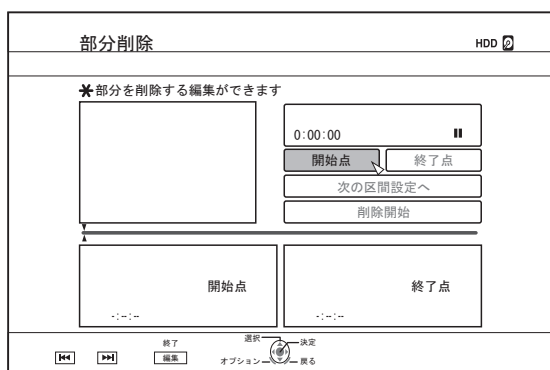 部分削除
HDD
部分を削除する編集ができます
0:00:00
開始点 終了点
次の区間設定へ
削除開始
開始点 終了点
-:--:-- -:--:--
選択 決定
終了
編集
オプション 戻る